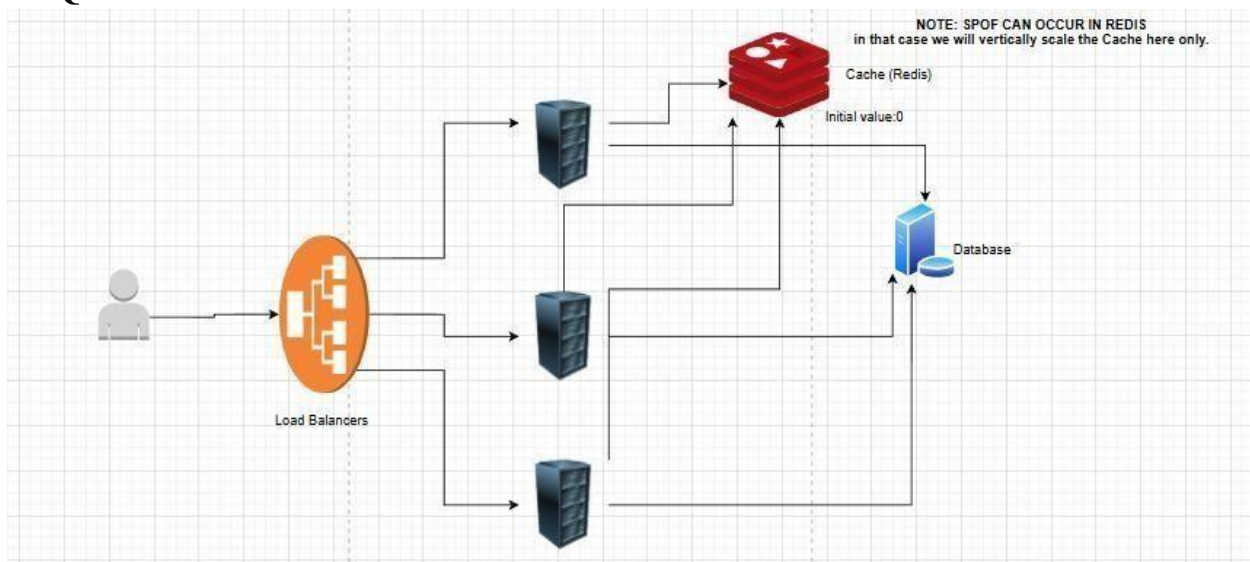 NOTE: SPOF CAN OCCUR IN REDIS
in that case we will vertically scale the Cache here only.
Cache (Redis)
Initial value:0
Database
Load Balancers